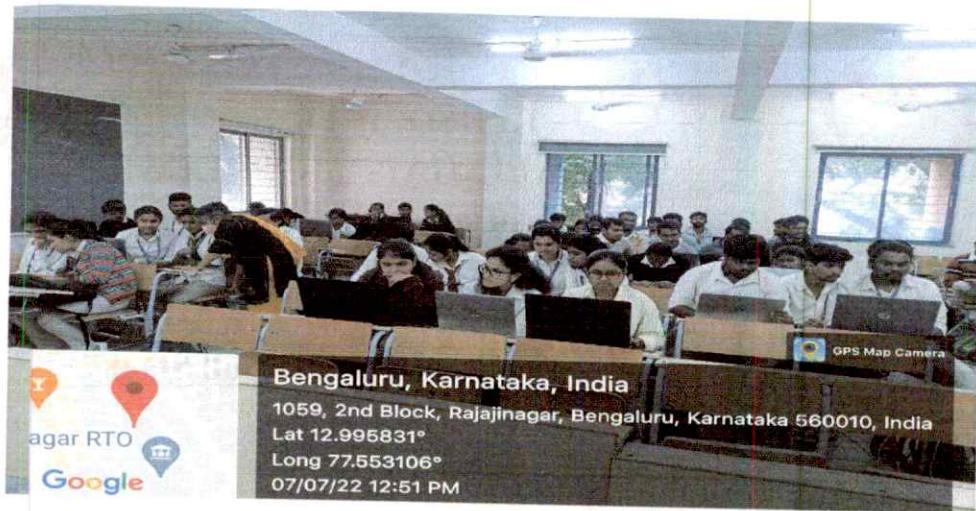 GPS Map Camera
Bengaluru, Karnataka, India
1059, 2nd Block, Rajajinagar, Bengaluru, Karnataka 560010, India
Lat 12.995831°
Long 77.553106°
07/07/22 12:51 PM
agar RTO
Google